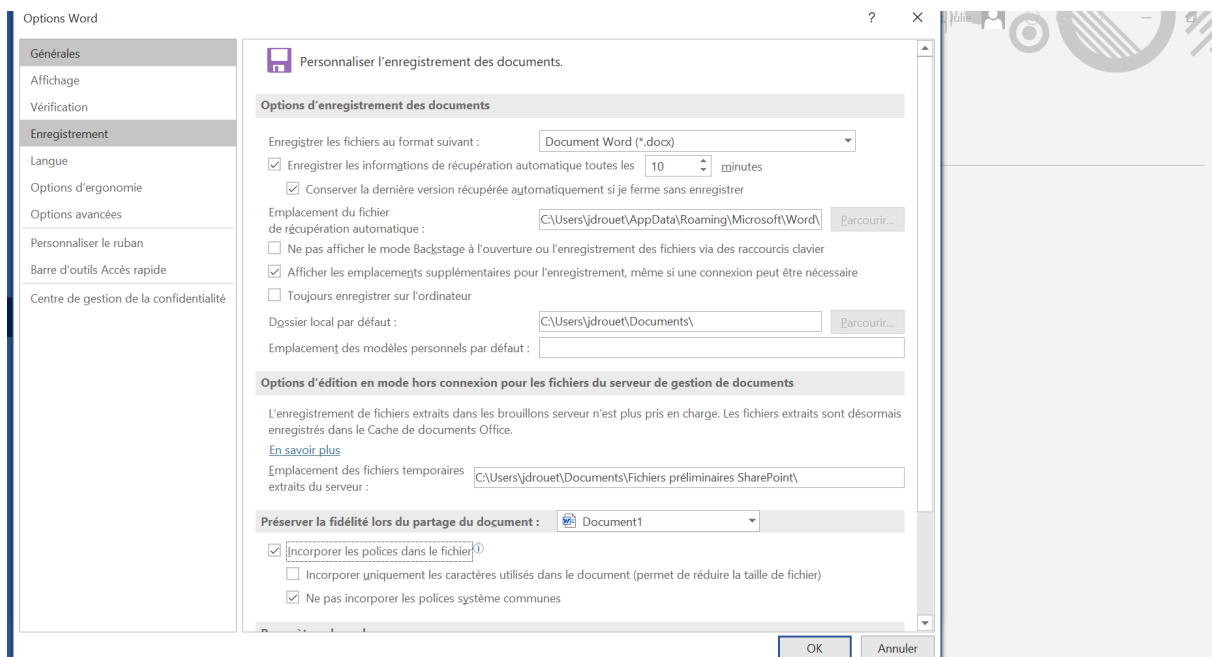 Options Word
?
Julie
Générales
Affichage
Vérification
Enregistrement
Langue
Options d'ergonomie
Options avancées
Personnaliser le ruban
Barre d'outils Accès rapide
Centre de gestion de la confidentialité
Personnaliser l'enregistrement des documents.
Options d'enregistrement des documents
Enregistrer les fichiers au format suivant : Document Word (*.docx)
Enregistrer les informations de récupération automatique toutes les 10 minutes
Conserver la dernière version récupérée automatiquement si je ferme sans enregistrer
Emplacement du fichier
de récupération automatique : C:\Users\jdrouet\AppData\Roaming\Microsoft\Word\ Parcourir...
Ne pas afficher le mode Backstage à l'ouverture ou l'enregistrement des fichiers via des raccourcis clavier
Afficher les emplacements supplémentaires pour l'enregistrement, même si une connexion peut être nécessaire
Toujours enregistrer sur l'ordinateur
Dossier local par défaut : C:\Users\jdrouet\Documents\ Parcourir...
Emplacement des modèles personnels par défaut :
Options d'édition en mode hors connexion pour les fichiers du serveur de gestion de documents
L'enregistrement de fichiers extraits dans les brouillons serveur n'est plus pris en charge. Les fichiers extraits sont désormais
enregistrés dans le Cache de documents Office.
En savoir plus
Emplacement des fichiers temporaires
extraits du serveur : C:\Users\jdrouet\Documents\Fichiers préliminaires SharePoint\
Préserver la fidélité lors du partage du document : Document1
Incorporer les polices dans le fichier
Incorporer uniquement les caractères utilisés dans le document (permet de réduire la taille de fichier)
Ne pas incorporer les polices système communes
OK Annuler